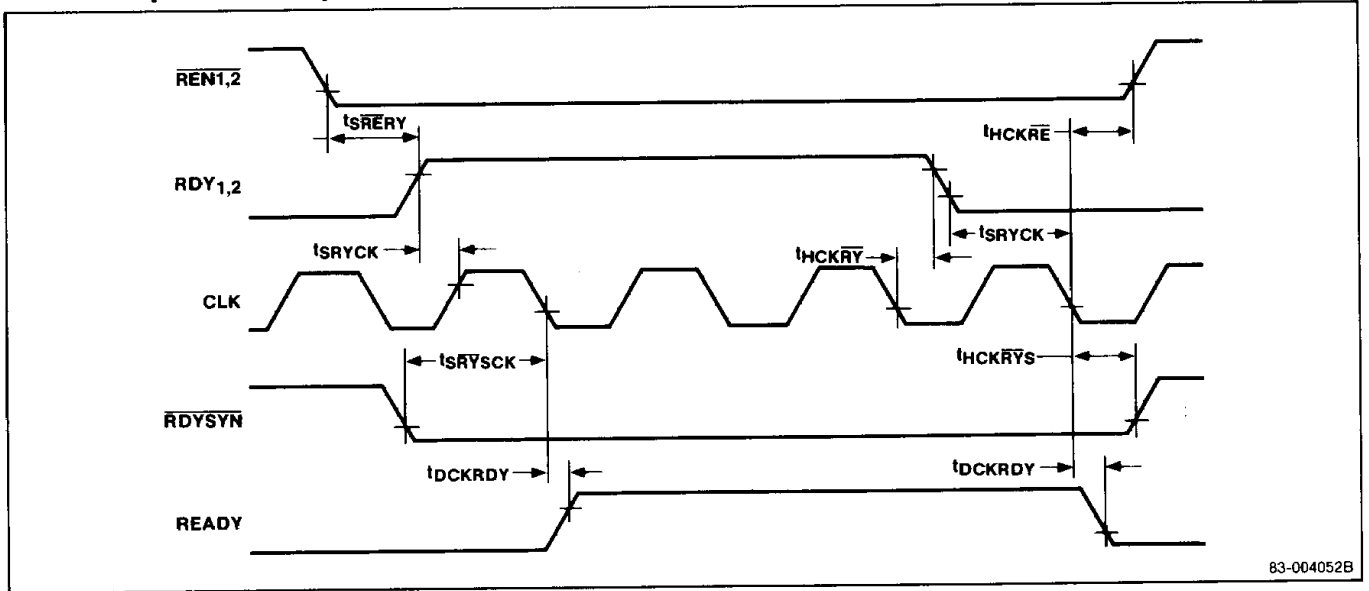 REN1,2
tSRERY
tHCKRE
RDY1,2
tSRYCK
tHCKRY
tSRYCK
CLK
tSRYSCK
tHCKRYS
RDYSYN
tDCKRDY
tDCKRDY
READY
83-004052B